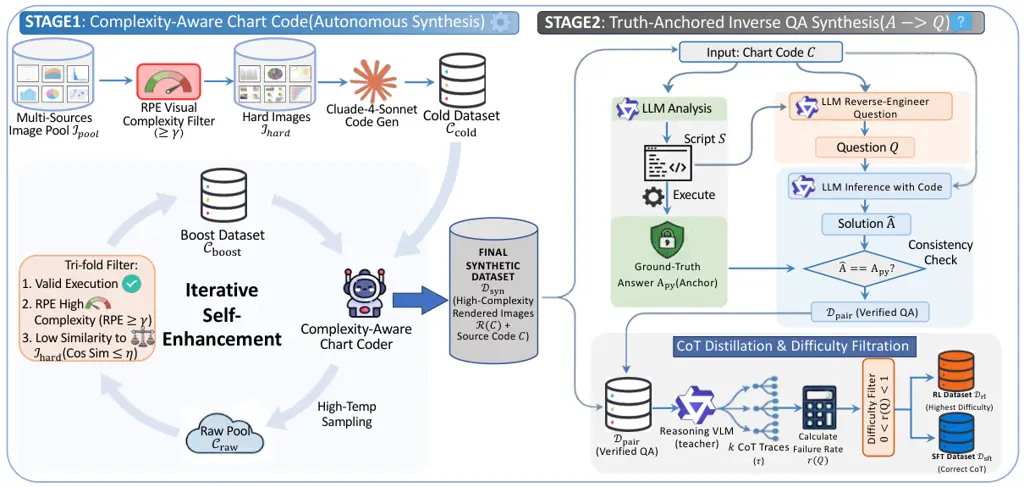 STAGE1: Complexity-Aware Chart Code(Autonomous Synthesis)
Multi-Sources
Image Pool 𝓘pool
RPE Visual
Complexity Filter
(≥ γ)
Hard Images
𝓘hard
Cluade-4-Sonnet
Code Gen
Cold Dataset
𝒞cold
Boost Dataset
𝒞boost
Tri-fold Filter:
1. Valid Execution
2. RPE High
Complexity (RPE ≥ γ)
3. Low Similarity to
𝓘hard(Cos Sim ≤ η)
Iterative
Self-
Enhancement
Complexity-Aware
Chart Coder
High-Temp
Sampling
Raw Pool
𝒞raw
FINAL
SYNTHETIC
DATASET
𝒟syn
(High-Complexity
Rendered Images
ℛ(C) +
Source Code C)
STAGE2: Truth-Anchored Inverse QA Synthesis(A −> Q)?
Input: Chart Code C
LLM Analysis
Script S
Execute
Ground-Truth
Answer Apy(Anchor)
LLM Reverse-Engineer
Question
Question Q
LLM Inference with Code
Solution Â
Consistency
Check
Â == Apy?
𝒟pair (Verified QA)
CoT Distillation & Difficulty Filtration
𝒟pair
(Verified QA)
Reasoning VLM
(teacher)
k CoT Traces
(τ)
Calculate
Failure Rate
r(Q)
Difficulty Filter
0 < r(Q) < 1
RL Dataset 𝒟rl
(Highest Difficulty)
SFT Dataset 𝒟sft
(Correct CoT)